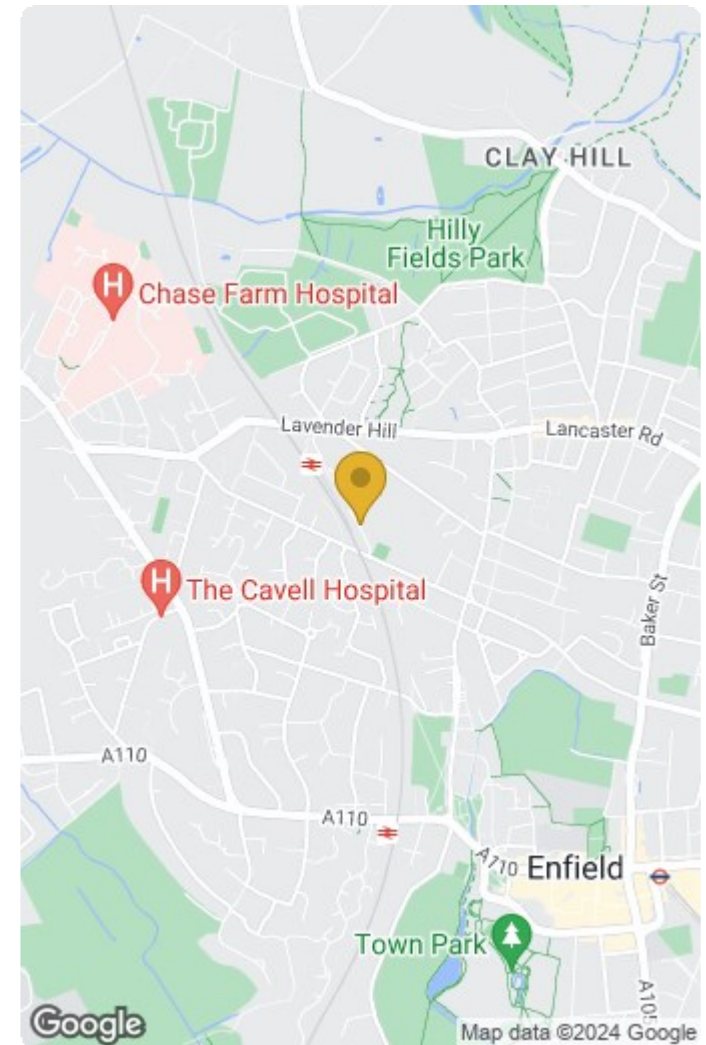 CLAY HILL
Hilly
Fields Park
H
Chase Farm Hospital
Lavender Hill
Lancaster Rd
H
The Cavell Hospital
Baker St
A110
A110
A110
Enfield
Town Park
A105
Google
Map data ©2024 Google